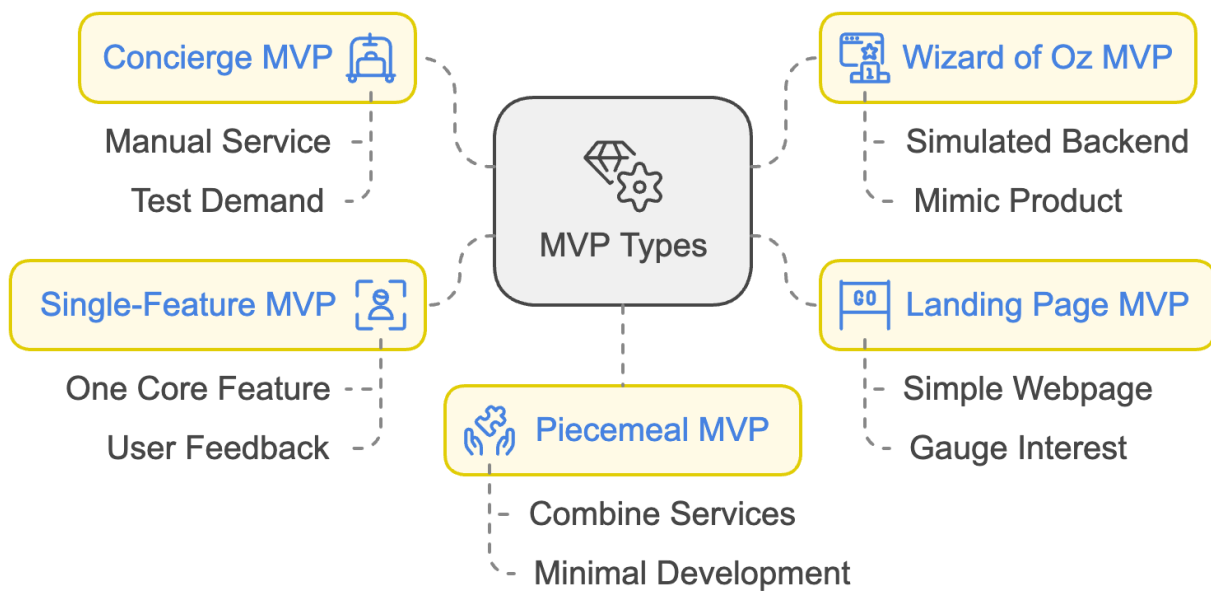 Concierge MVP
Manual Service
Test Demand
Wizard of Oz MVP
Simulated Backend
Mimic Product
MVP Types
Single-Feature MVP
One Core Feature
User Feedback
GO
Landing Page MVP
Simple Webpage
Gauge Interest
Piecemeal MVP
Combine Services
Minimal Development
1